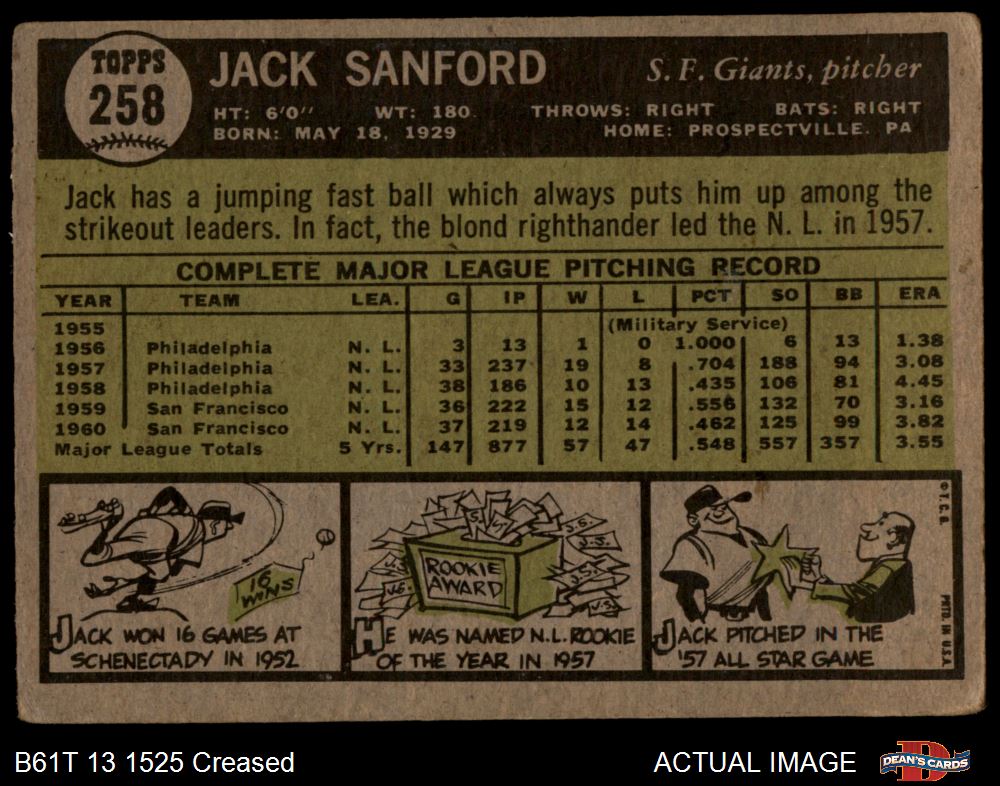 TOPPS
258
JACK SANFORD
S. F. Giants, pitcher
HT: 6'0" WT: 180 THROWS: RIGHT BATS: RIGHT
BORN: MAY 18, 1929 HOME: PROSPECTVILLE. PA
Jack has a jumping fast ball which always puts him up among the
strikeout leaders. In fact, the blond righthander led the N. L. in 1957.
COMPLETE MAJOR LEAGUE PITCHING RECORD
YEAR TEAM LEA. G IP W L PCT SO BB ERA
1955 (Military Service)
1956 Philadelphia N. L. 3 13 1 0 1.000 6 13 1.38
1957 Philadelphia N. L. 33 237 19 8 .704 188 94 3.08
1958 Philadelphia N. L. 38 186 10 13 .435 106 81 4.45
1959 San Francisco N. L. 36 222 15 12 .556 132 70 3.16
1960 San Francisco N. L. 37 219 12 14 .462 125 99 3.82
Major League Totals 5 Yrs. 147 877 57 47 .548 557 357 3.55
16
WINS
JACK WON 16 GAMES AT
SCHENECTADY IN 1952
J.S.
J.S.
J.S.
ROOKIE
AWARD
HE WAS NAMED N.L. ROOKIE
OF THE YEAR IN 1957
JACK PITCHED IN THE
'57 ALL STAR GAME
© T. C. G.
PRTD. IN U.S.A.
B61T 13 1525 Creased
ACTUAL IMAGE
D
DEAN'S CARDS